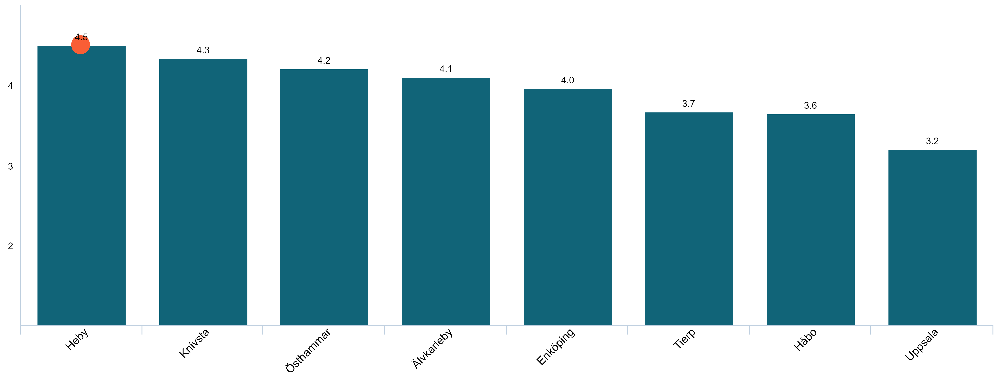 4.5
4.3
4.2
4.1
4.0
3.7
3.6
3.2
4
3
2
Heby
Knivsta
Östhammar
Älvkarleby
Enköping
Tierp
Håbo
Uppsala